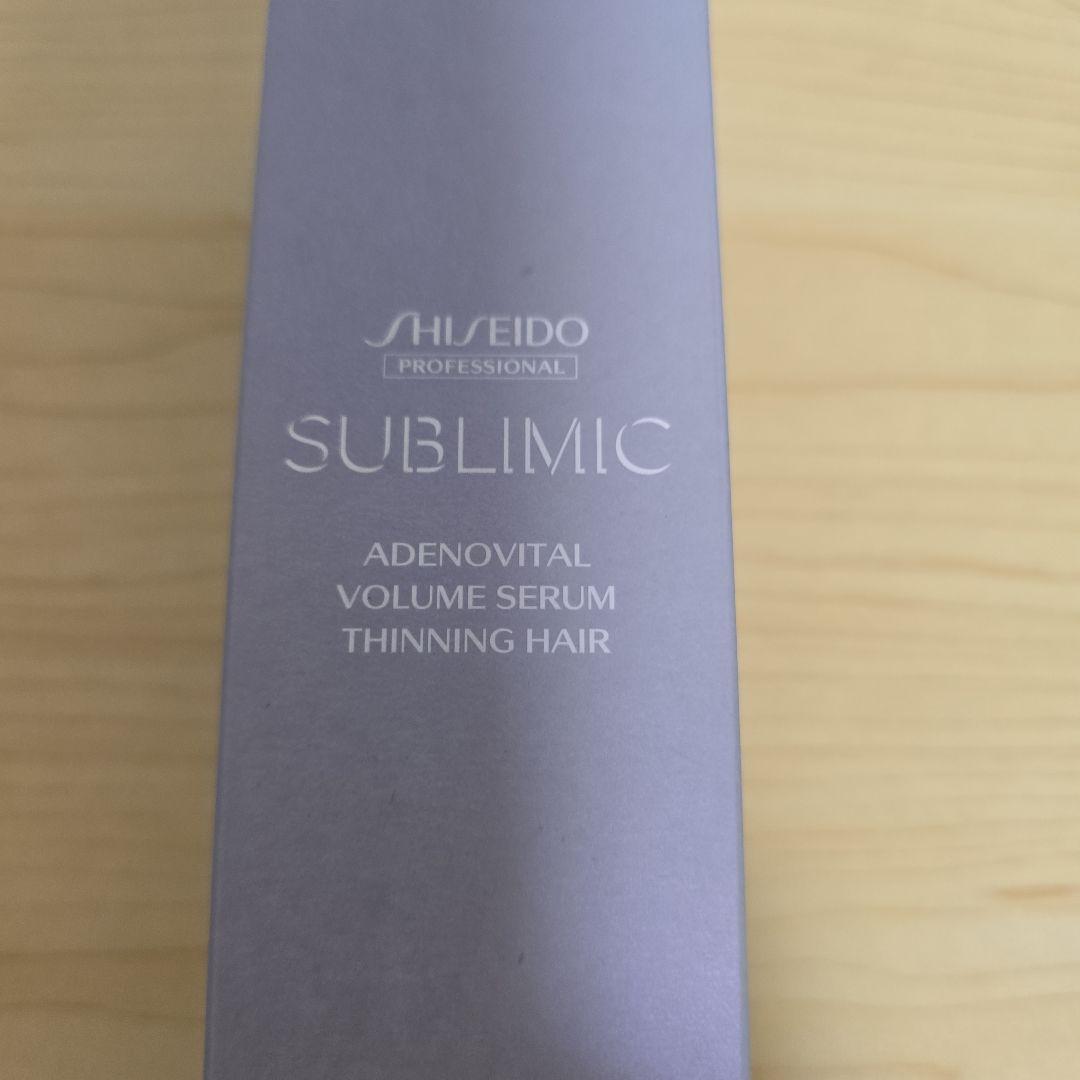 SHISEIDO
PROFESSIONAL
SUBLIMIC
ADENOVITAL
VOLUME SERUM
THINNING HAIR